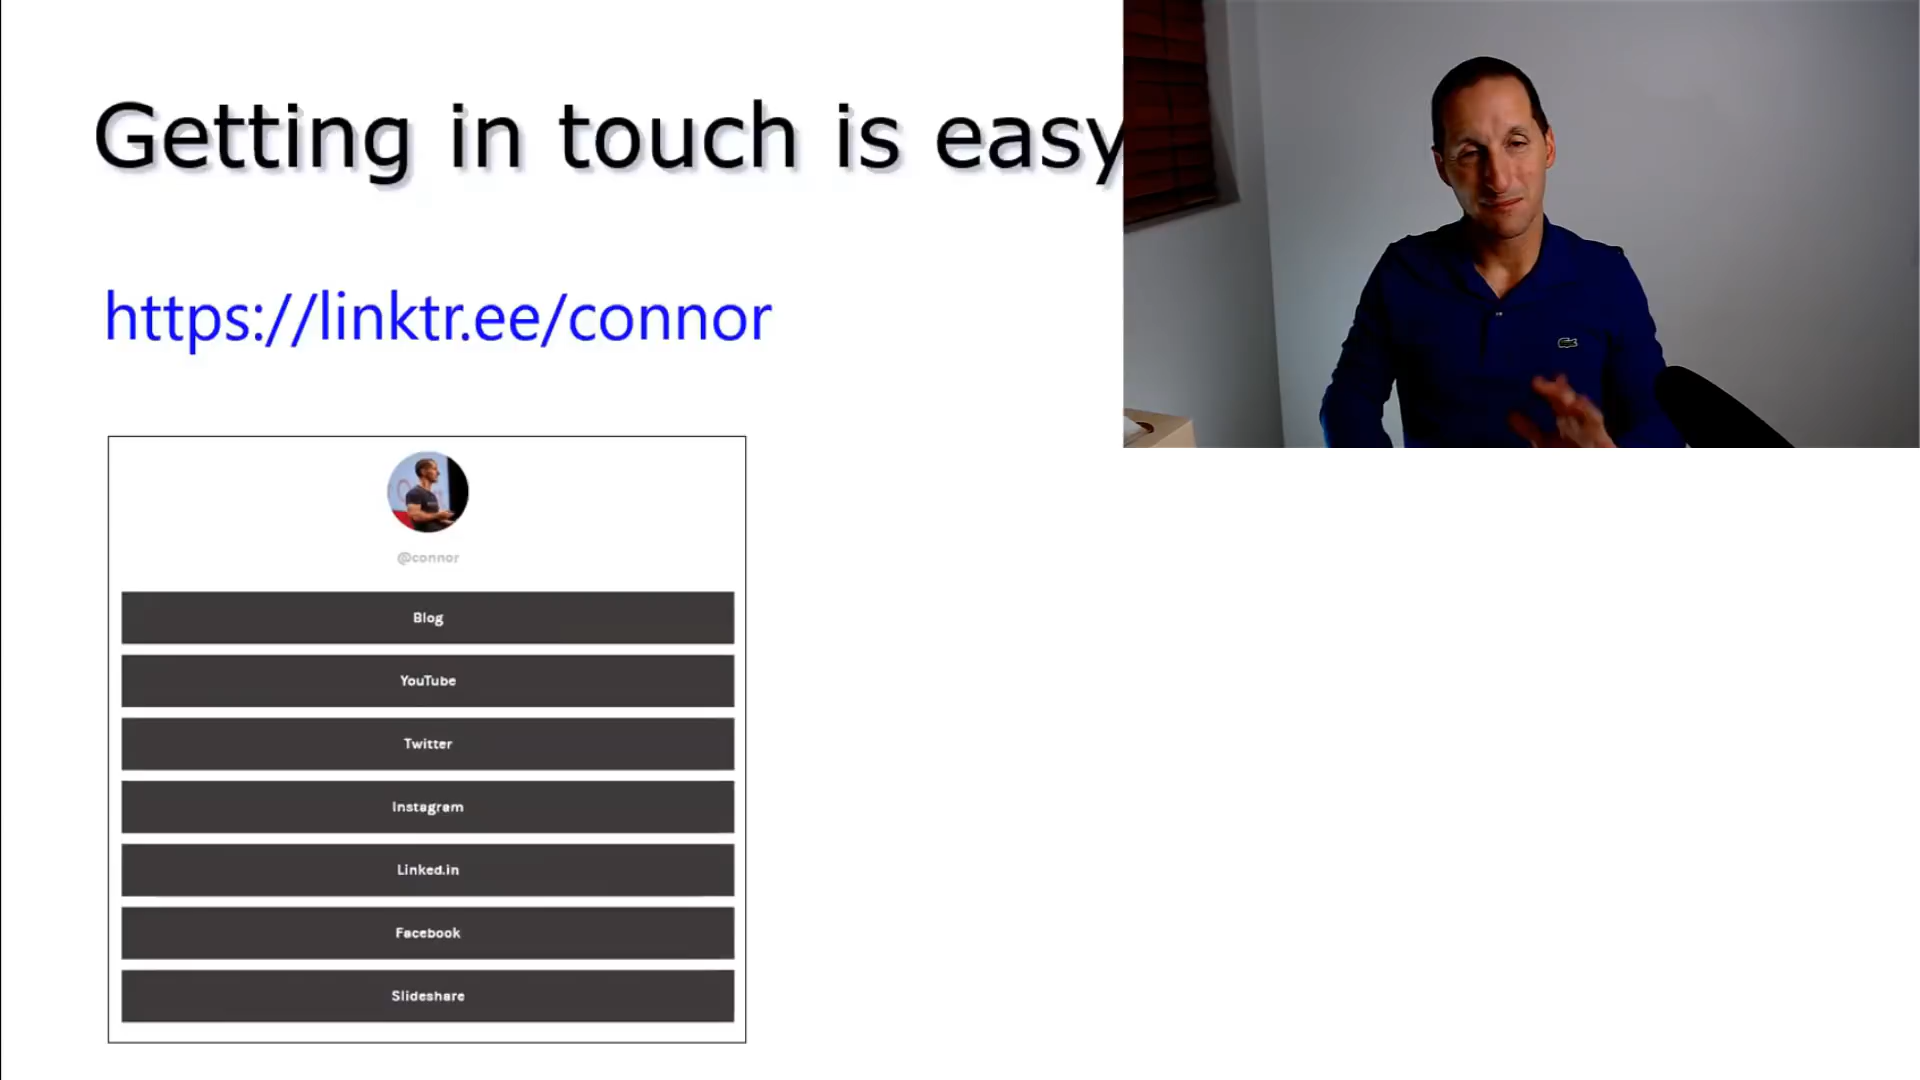 Getting in touch is easy
https://linktr.ee/connor
@connor
Blog
YouTube
Twitter
Instagram
Linked.in
Facebook
Slideshare